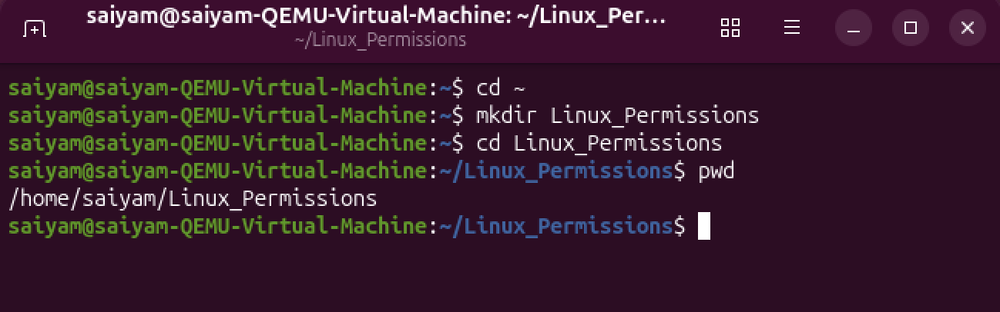 saiyam@saiyam-QEMU-Virtual-Machine: ~/Linux_Per...
~/Linux_Permissions
saiyam@saiyam-QEMU-Virtual-Machine:~$ cd ~
saiyam@saiyam-QEMU-Virtual-Machine:~$ mkdir Linux_Permissions
saiyam@saiyam-QEMU-Virtual-Machine:~$ cd Linux_Permissions
saiyam@saiyam-QEMU-Virtual-Machine:~/Linux_Permissions$ pwd
/home/saiyam/Linux_Permissions
saiyam@saiyam-QEMU-Virtual-Machine:~/Linux_Permissions$